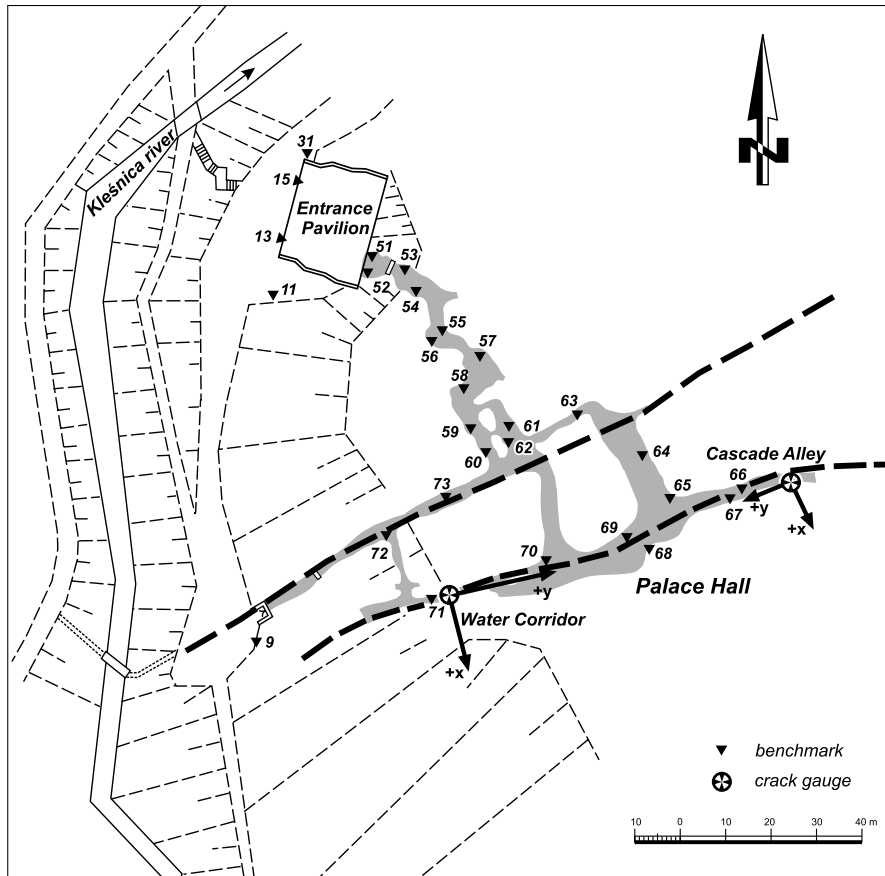 31
15
Entrance
Pavilion
13
11
Kleśnica river
N
51
52
53
54
55
56
57
58
59
60
61
62
63
64
65
66
67
68
69
70
71
72
73
9
Cascade Alley
+y
+x
Palace Hall
+y
Water Corridor
+x
benchmark
crack gauge
10 0 10 20 30 40 m